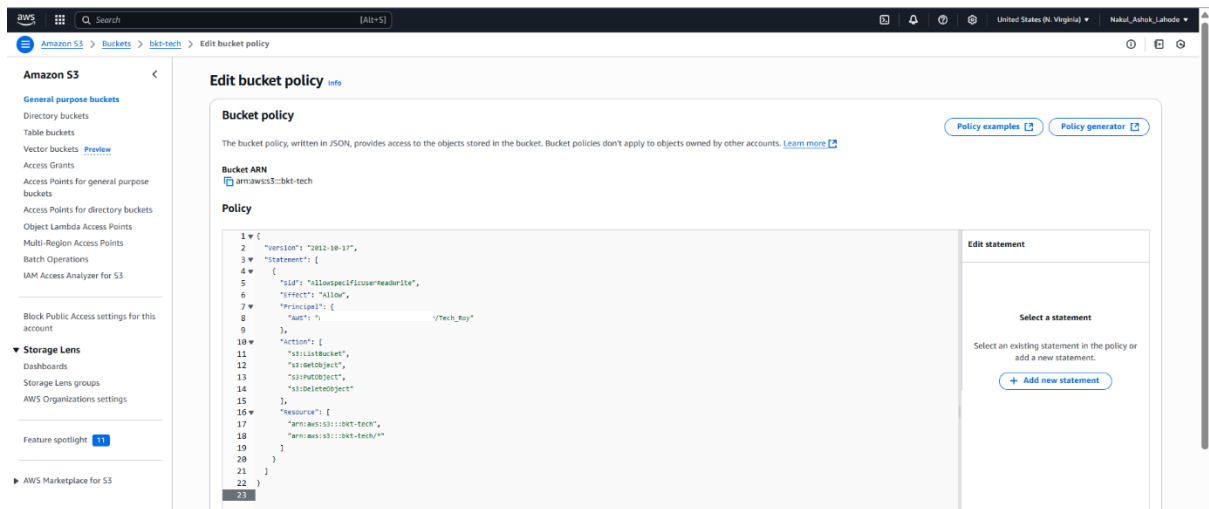 aws Search [Alt+S] United States (N. Virginia) Nakul_Ashok_Lahode
Amazon S3 > Buckets > bkt-tech > Edit bucket policy
Amazon S3
General purpose buckets
Directory buckets
Table buckets
Vector buckets Preview
Access Grants
Access Points for general purpose
buckets
Access Points for directory buckets
Object Lambda Access Points
Multi-Region Access Points
Batch Operations
IAM Access Analyzer for S3
Block Public Access settings for this
account
Storage Lens
Dashboards
Storage Lens groups
AWS Organizations settings
Feature spotlight 11
AWS Marketplace for S3
Edit bucket policy Info
Bucket policy
Policy examples
Policy generator
The bucket policy, written in JSON, provides access to the objects stored in the bucket. Bucket policies don't apply to objects owned by other accounts. Learn more
Bucket ARN
arn:aws:s3:::bkt-tech
Policy
1 {
2 "Version": "2012-10-17",
3 "Statement": [
4 {
5 "Sid": "AllowSpecificUserReadWrite",
6 "Effect": "Allow",
7 "Principal": {
8 "AWS": " /Tech_Roy"
9 },
10 "Action": [
11 "s3:ListBucket",
12 "s3:GetObject",
13 "s3:PutObject",
14 "s3:DeleteObject"
15 ],
16 "Resource": [
17 "arn:aws:s3:::bkt-tech",
18 "arn:aws:s3:::bkt-tech/*"
19 ]
20 }
21 ]
22 }
23
Edit statement
Select a statement
Select an existing statement in the policy or
add a new statement.
+ Add new statement